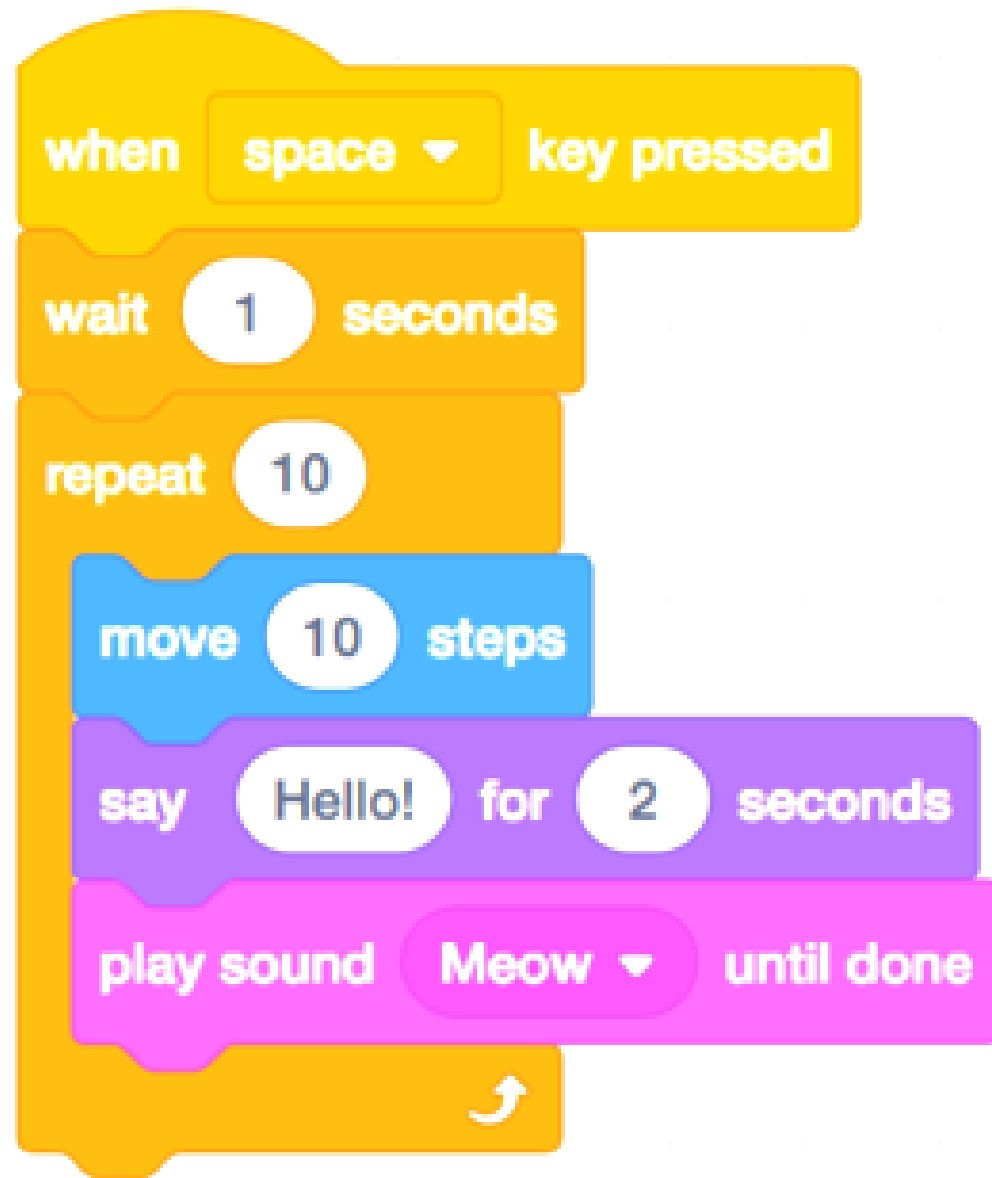 when space key pressed
wait 1 seconds
repeat 10
move 10 steps
say Hello! for 2 seconds
play sound Meow until done